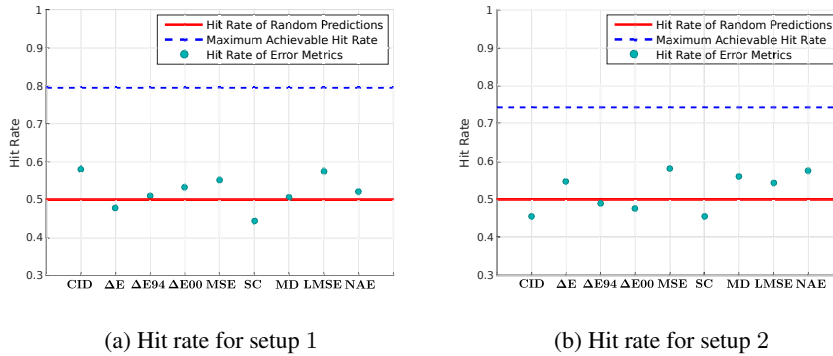 Hit Rate of Random Predictions
Maximum Achievable Hit Rate
Hit Rate of Error Metrics
Hit Rate
1
0.9
0.8
0.7
0.6
0.5
0.4
0.3
CID ΔE ΔE94 ΔE00 MSE SC MD LMSE NAE
(a) Hit rate for setup 1
Hit Rate of Random Predictions
Maximum Achievable Hit Rate
Hit Rate of Error Metrics
Hit Rate
1
0.9
0.8
0.7
0.6
0.5
0.4
0.3
CID ΔE ΔE94 ΔE00 MSE SC MD LMSE NAE
(b) Hit rate for setup 2